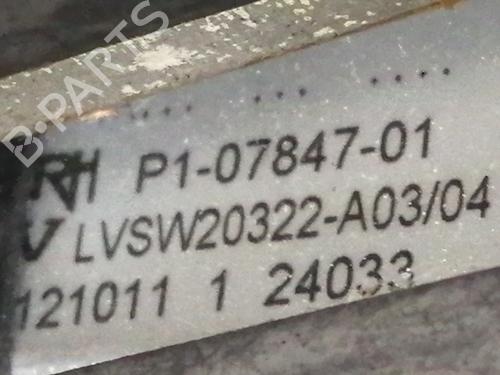 B-PARTS
RH P1-07847-01
V LVSW20322-A03/04
121011 1 24033